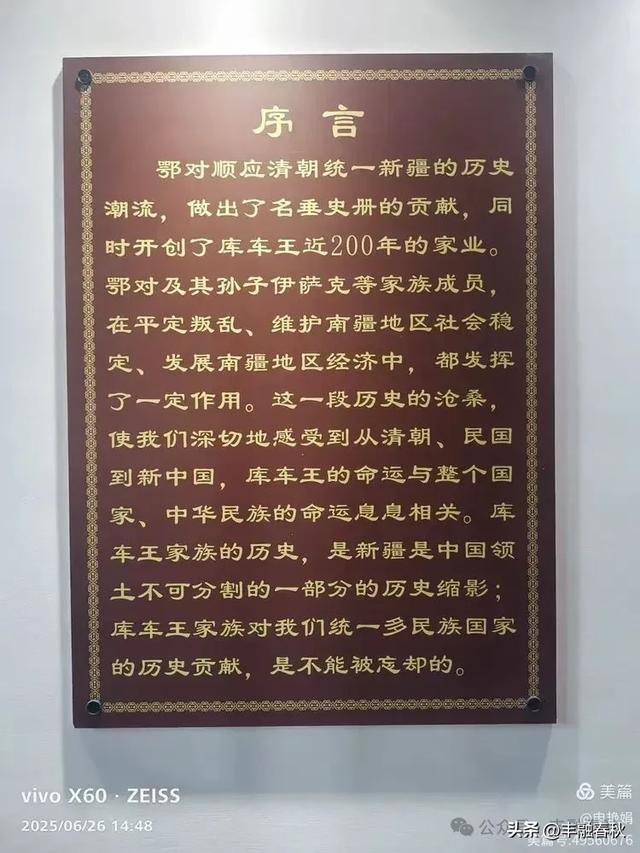 序言
鄂对顺应清朝统一新疆的历史
潮流，做出了名垂史册的贡献，同
时开创了库车王近200年的家业。
鄂对及其孙子伊萨克等家族成员，
在平定叛乱、维护南疆地区社会稳
定、发展南疆地区经济中，都发挥
了一定作用。这一段历史的沧桑，
使我们深切地感受到从清朝、民国
到新中国，库车王的命运与整个国
家、中华民族的命运息息相关。库
车王家族的历史，是新疆是中国领
土不可分割的一部分的历史缩影；
库车王家族对我们统一多民族国家
的历史贡献，是不能被忘却的。
vivo X60 · ZEISS
2025/06/26 14:48
美篇
@申艳娟
公众
头条 @丰融春秋
美篇号:49560676